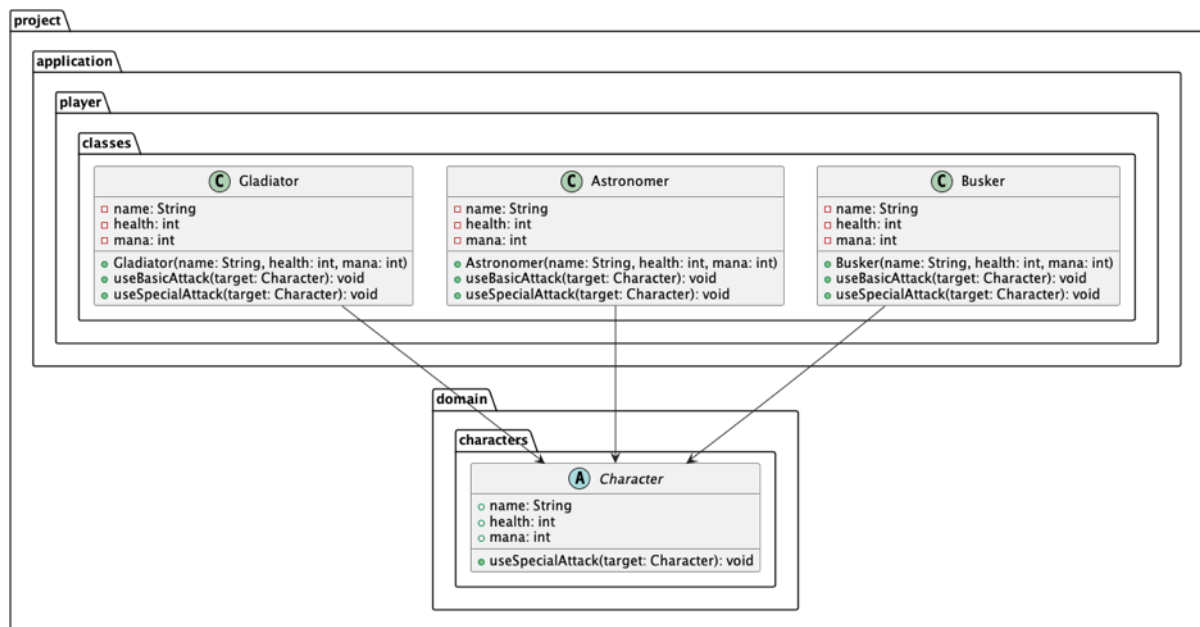 project
application
player
classes
C Gladiator
name: String
health: int
mana: int
Gladiator(name: String, health: int, mana: int)
useBasicAttack(target: Character): void
useSpecialAttack(target: Character): void
C Astronomer
name: String
health: int
mana: int
Astronomer(name: String, health: int, mana: int)
useBasicAttack(target: Character): void
useSpecialAttack(target: Character): void
C Busker
name: String
health: int
mana: int
Busker(name: String, health: int, mana: int)
useBasicAttack(target: Character): void
useSpecialAttack(target: Character): void
domain
characters
A Character
name: String
health: int
mana: int
useSpecialAttack(target: Character): void